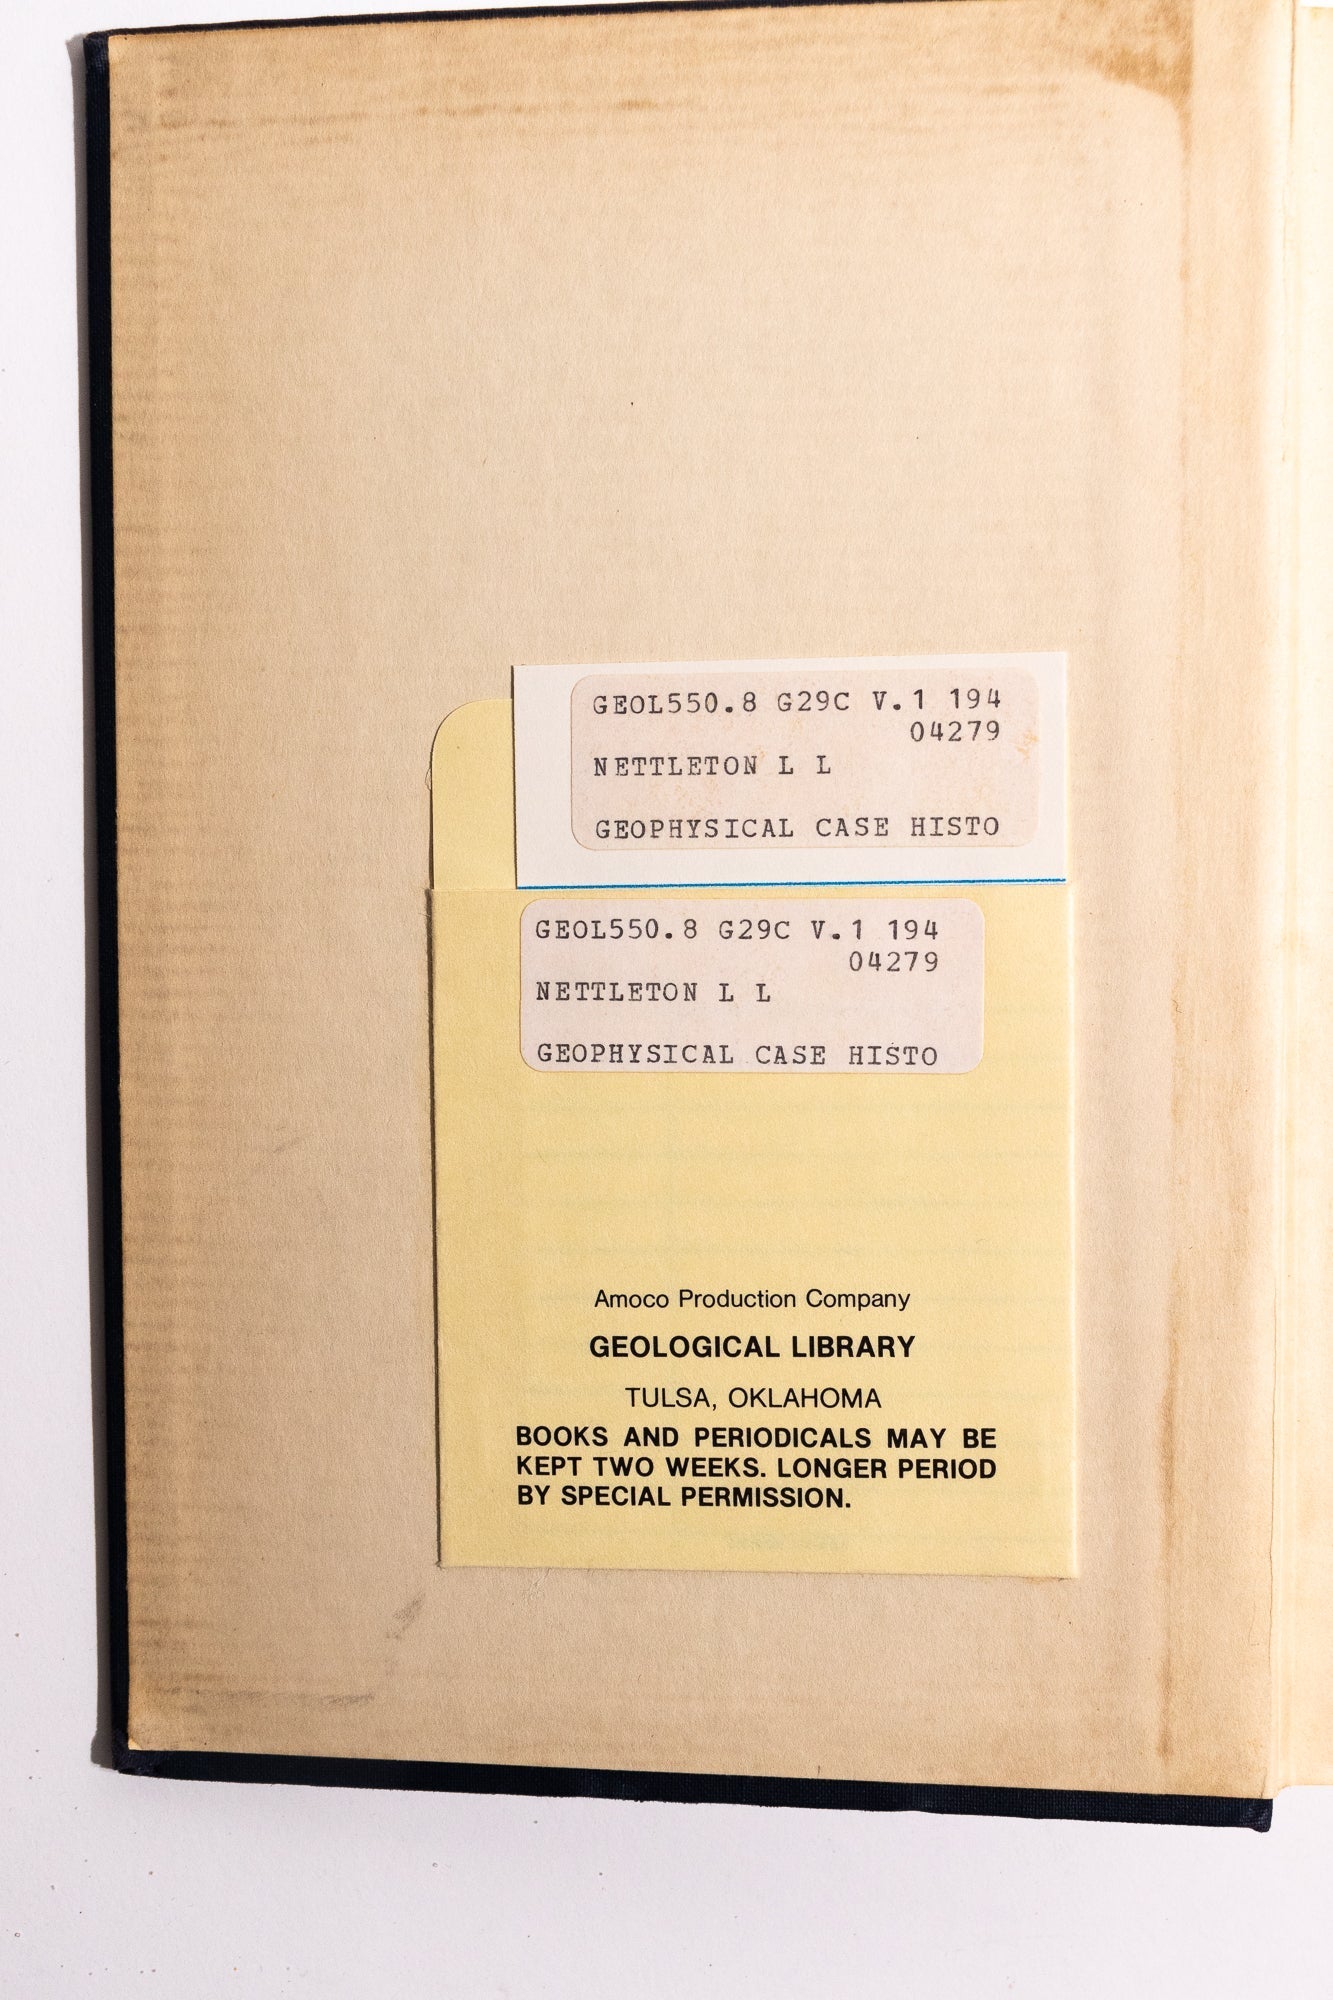 GEOL550.8 G29C V.1 194
04279
NETTLETON L L
GEOPHYSICAL CASE HISTO
GEOL550.8 G29C V.1 194
04279
NETTLETON L L
GEOPHYSICAL CASE HISTO
Amoco Production Company
GEOLOGICAL LIBRARY
TULSA, OKLAHOMA
BOOKS AND PERIODICALS MAY BE
KEPT TWO WEEKS. LONGER PERIOD
BY SPECIAL PERMISSION.